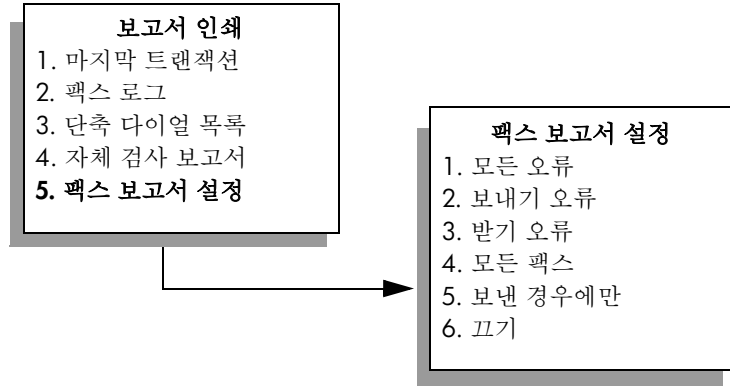 보고서 인쇄
1. 마지막 트랜잭션
2. 팩스 로그
3. 단축 다이얼 목록
4. 자체 검사 보고서
5. 팩스 보고서 설정
팩스 보고서 설정
1. 모든 오류
2. 보내기 오류
3. 받기 오류
4. 모든 팩스
5. 보낸 경우에만
6. 끄기